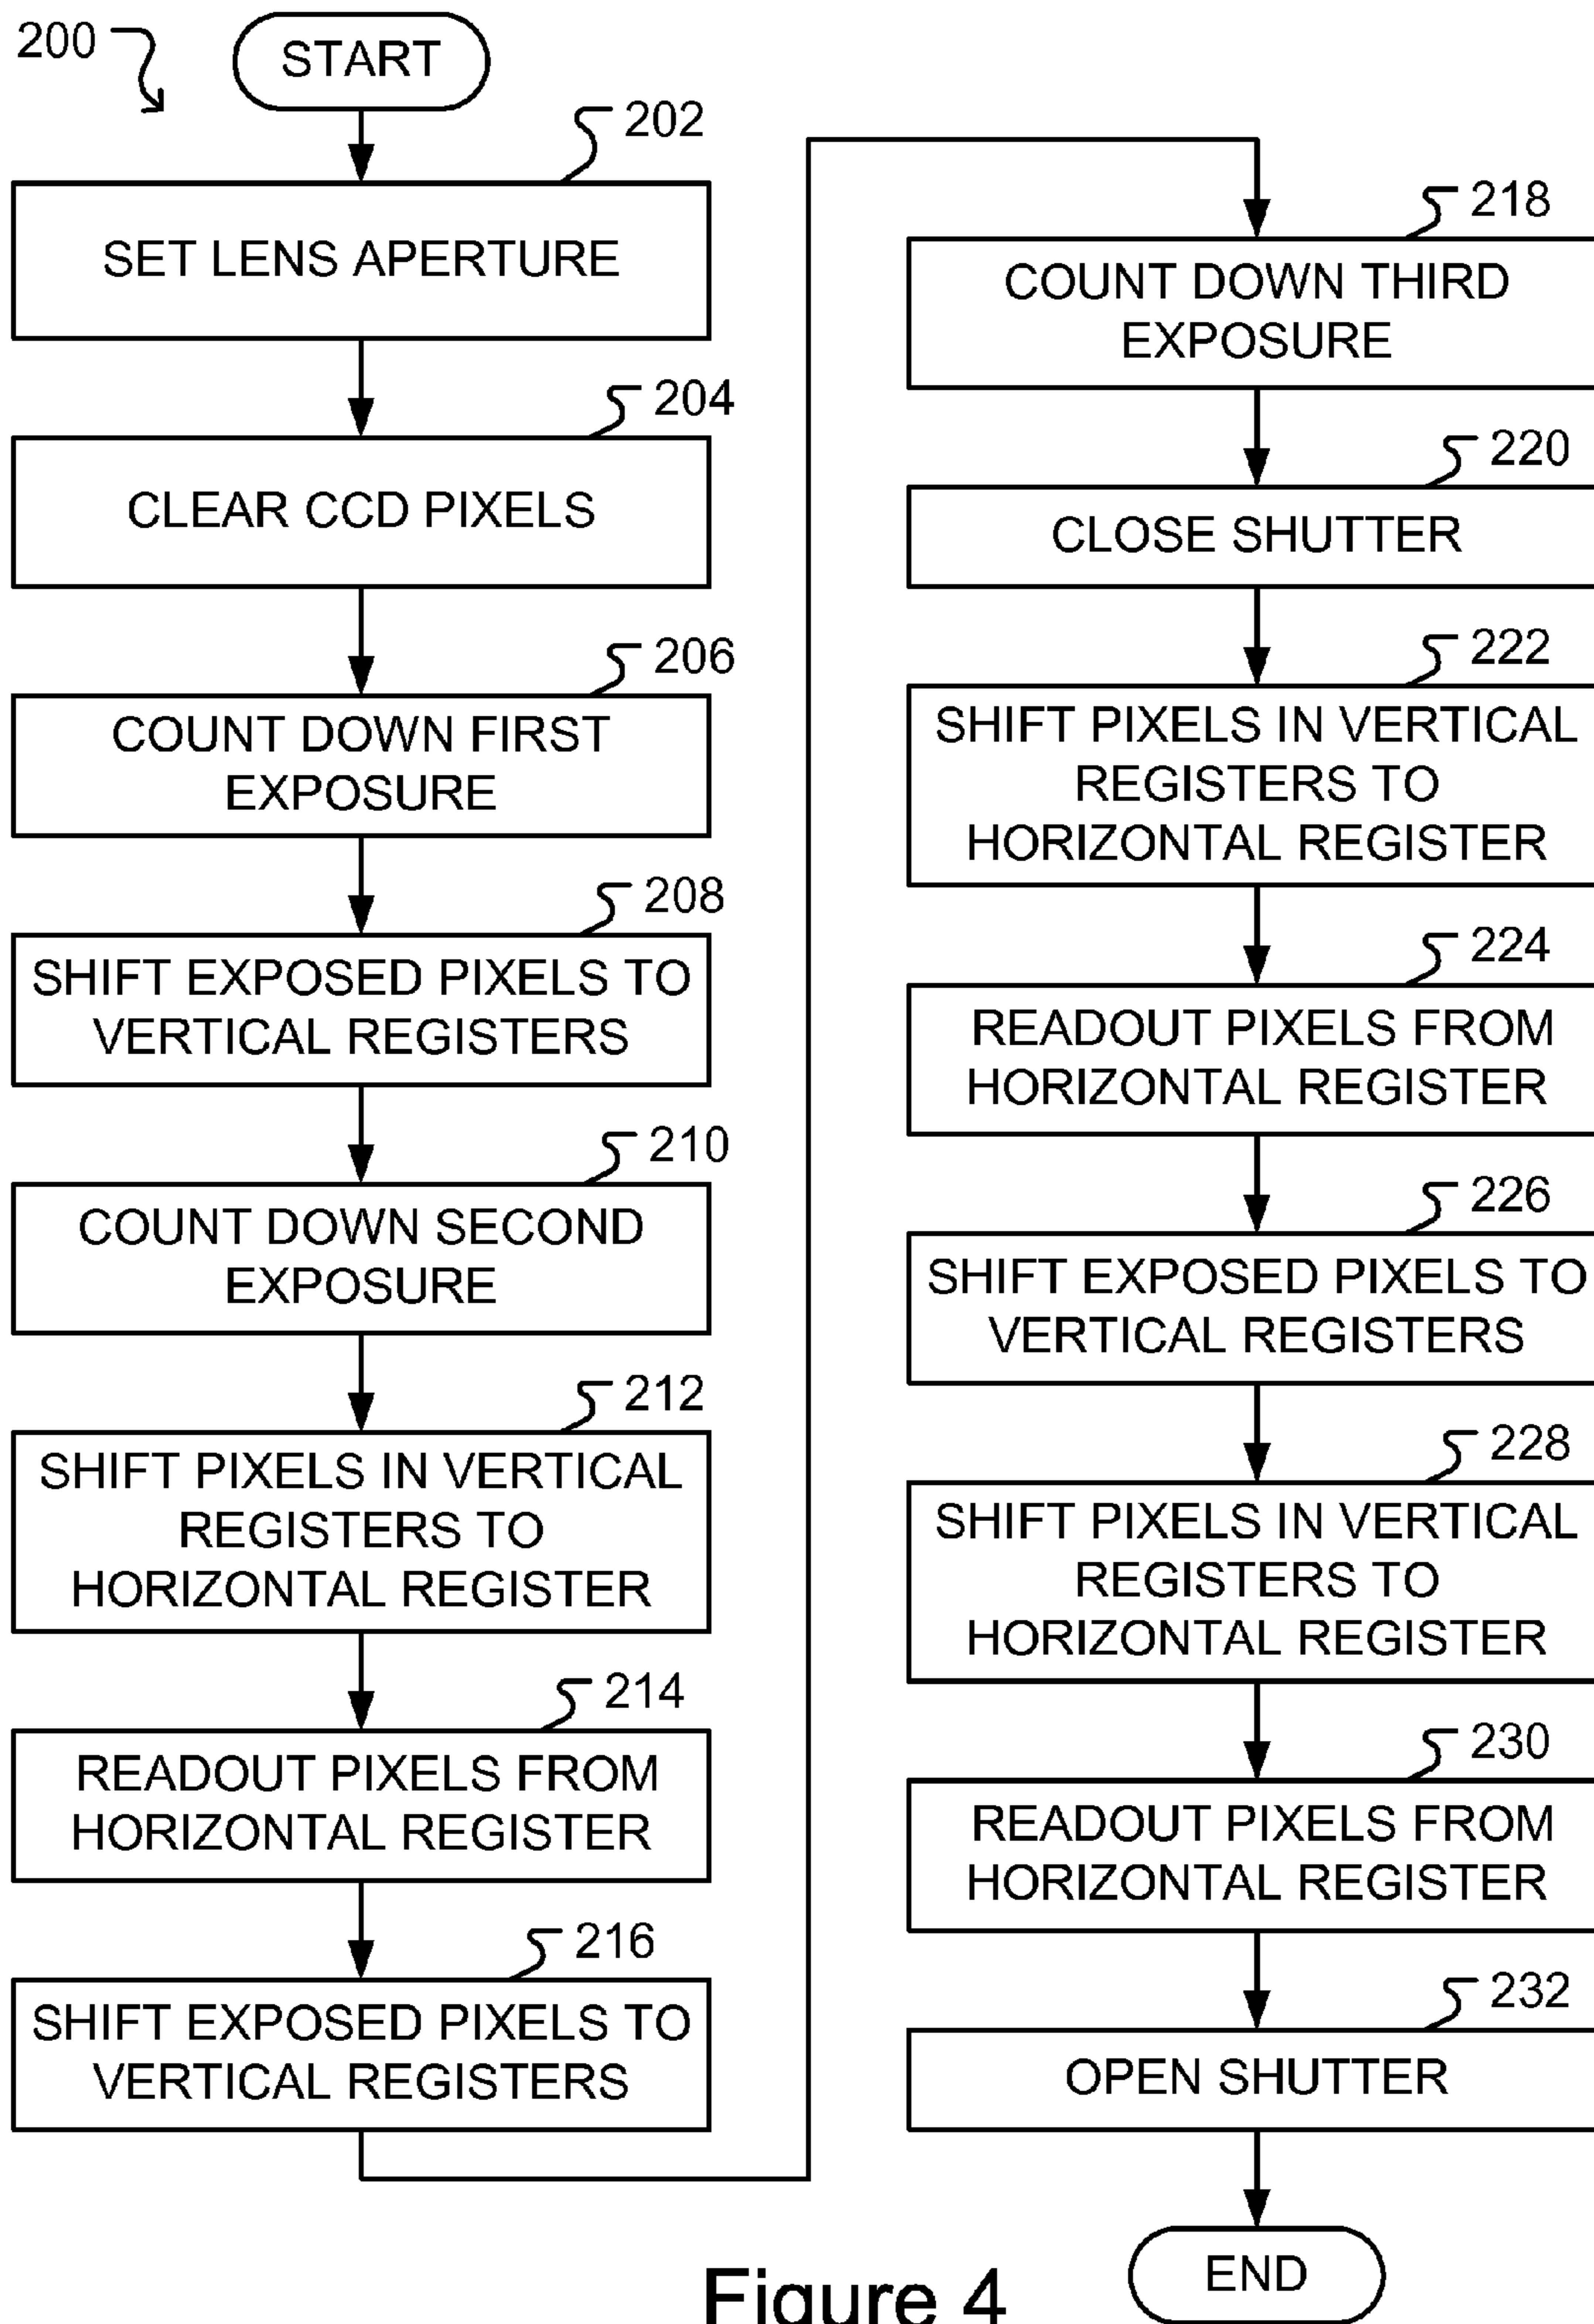 200
START
202
SET LENS APERTURE
204
CLEAR CCD PIXELS
206
COUNT DOWN FIRST
EXPOSURE
208
SHIFT EXPOSED PIXELS TO
VERTICAL REGISTERS
210
COUNT DOWN SECOND
EXPOSURE
212
SHIFT PIXELS IN VERTICAL
REGISTERS TO
HORIZONTAL REGISTER
214
READOUT PIXELS FROM
HORIZONTAL REGISTER
216
SHIFT EXPOSED PIXELS TO
VERTICAL REGISTERS
218
COUNT DOWN THIRD
EXPOSURE
220
CLOSE SHUTTER
222
SHIFT PIXELS IN VERTICAL
REGISTERS TO
HORIZONTAL REGISTER
224
READOUT PIXELS FROM
HORIZONTAL REGISTER
226
SHIFT EXPOSED PIXELS TO
VERTICAL REGISTERS
228
SHIFT PIXELS IN VERTICAL
REGISTERS TO
HORIZONTAL REGISTER
230
READOUT PIXELS FROM
HORIZONTAL REGISTER
232
OPEN SHUTTER
END
Figure 4